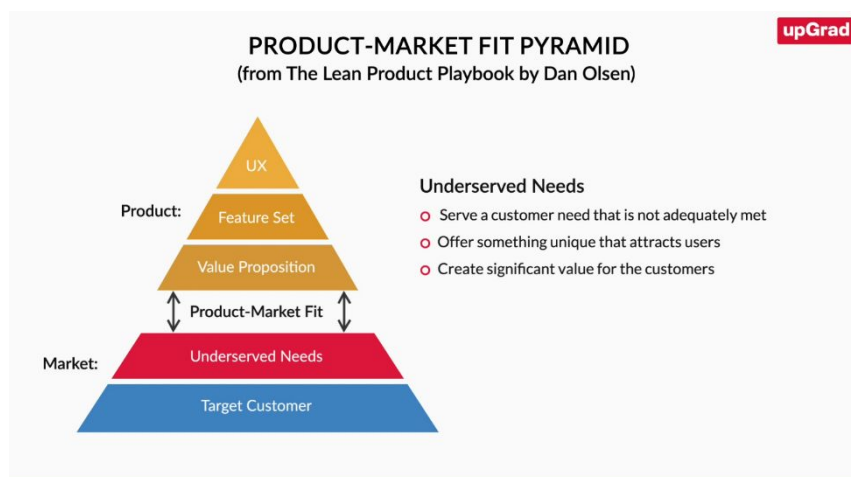 upGrad
PRODUCT-MARKET FIT PYRAMID
(from The Lean Product Playbook by Dan Olsen)
UX
Product:
Feature Set
Value Proposition
Product-Market Fit
Market:
Underserved Needs
Target Customer
Underserved Needs
Serve a customer need that is not adequately met
Offer something unique that attracts users
Create significant value for the customers